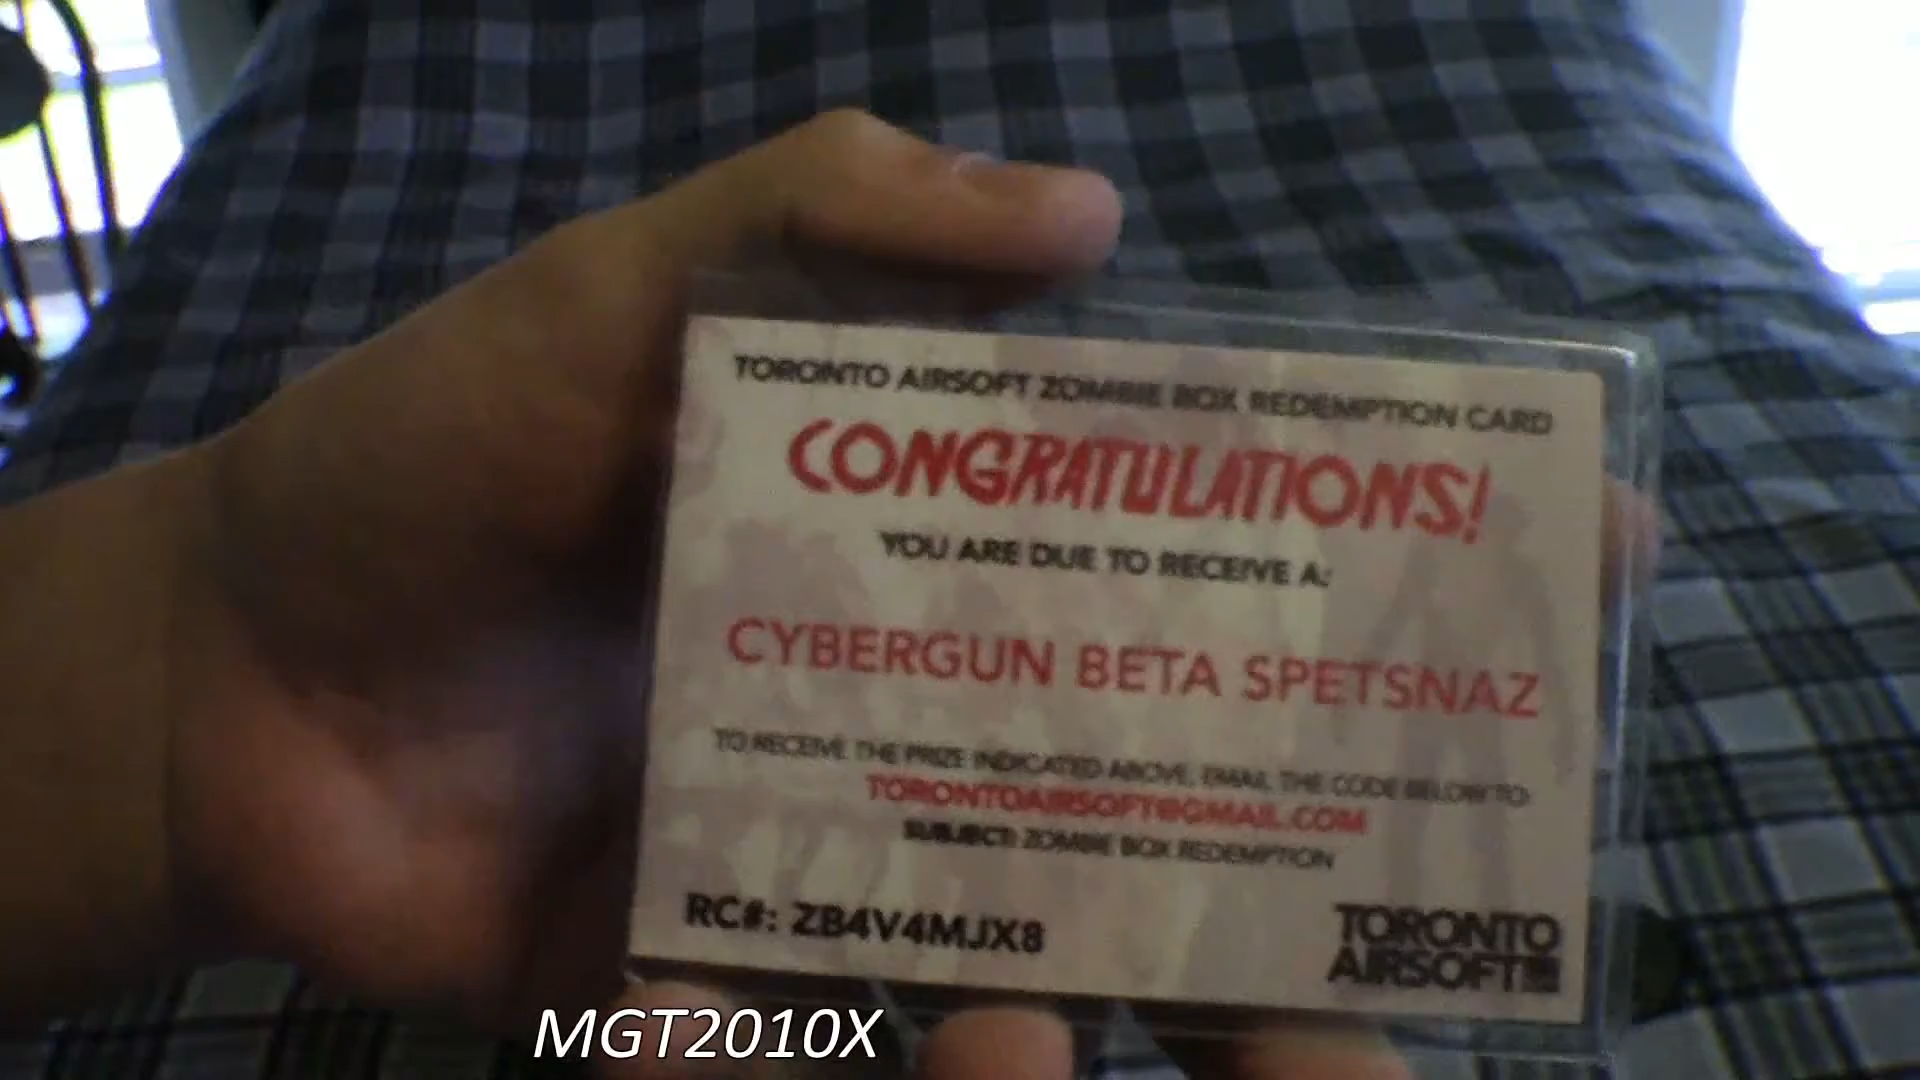 TORONTO AIRSOFT ZOMBIE BOX REDEMPTION CARD
CONGRATULATIONS!
YOU ARE DUE TO RECEIVE A:
CYBERGUN BETA SPETSNAZ
TO RECEIVE THE PRIZE INDICATED ABOVE, EMAIL THE CODE BELOW TO:
TORONTOAIRSOFT@GMAIL.COM
SUBJECT: ZOMBIE BOX REDEMPTION
RC#: ZB4V4MJX8
TORONTO
AIRSOFT
MGT2010X